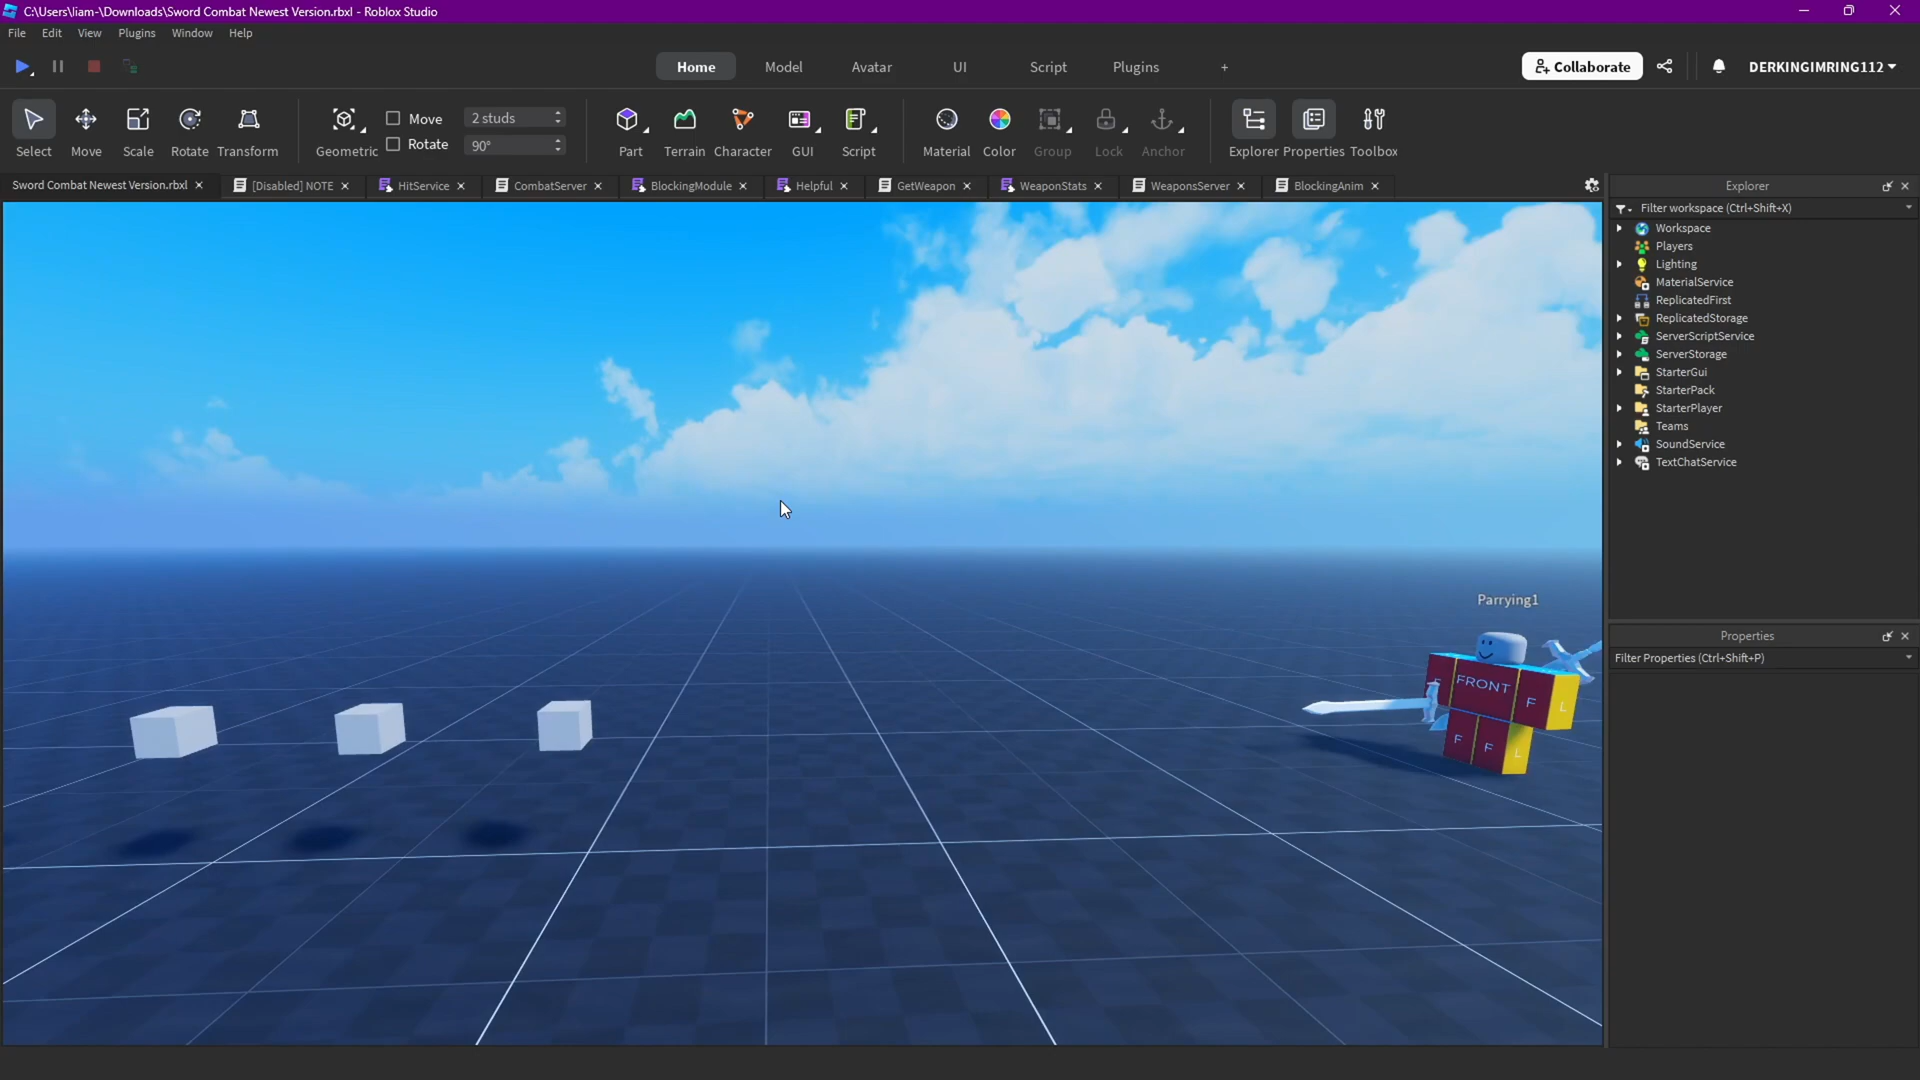 C:\Users\liam-\Downloads\Sword Combat Newest Version.rbxl - Roblox Studio
File Edit View Plugins Window Help
Home Model Avatar UI Script Plugins + Collaborate DERKINGIMRING112
Select Move Scale Rotate Transform Geometric Move 2 studs Rotate 90° Part Terrain Character GUI Script Material Color Group Lock Anchor Explorer Properties Toolbox
Sword Combat Newest Version.rbxl [Disabled] NOTE HitService CombatServer BlockingModule Helpful GetWeapon WeaponStats WeaponsServer BlockingAnim
Explorer
Filter workspace (Ctrl+Shift+X)
Workspace
Players
Lighting
MaterialService
ReplicatedFirst
ReplicatedStorage
ServerScriptService
ServerStorage
StarterGui
StarterPack
StarterPlayer
Teams
SoundService
TextChatService
Properties
Filter Properties (Ctrl+Shift+P)
Parrying1
F FRONT F L
F F L